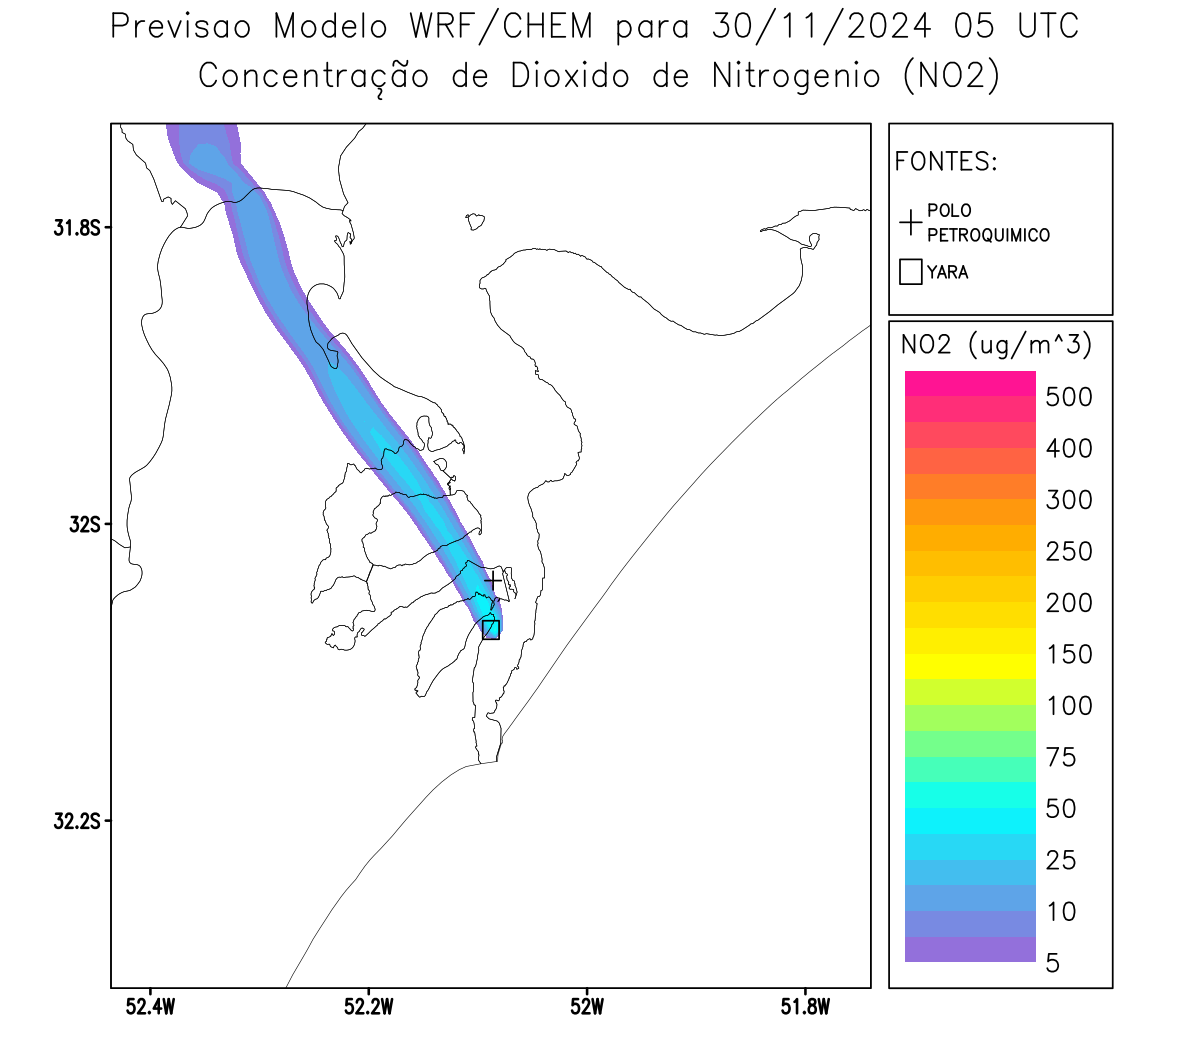 Previsao Modelo WRF/CHEM para 30/11/2024 05 UTC
Concentração de Dioxido de Nitrogenio (NO2)
FONTES:
POLO
PETROQUIMICO
YARA
31.8S
32S
32.2S
52.4W
52.2W
52W
51.8W
NO2 (ug/m^3)
500
400
300
250
200
150
100
75
50
25
10
5